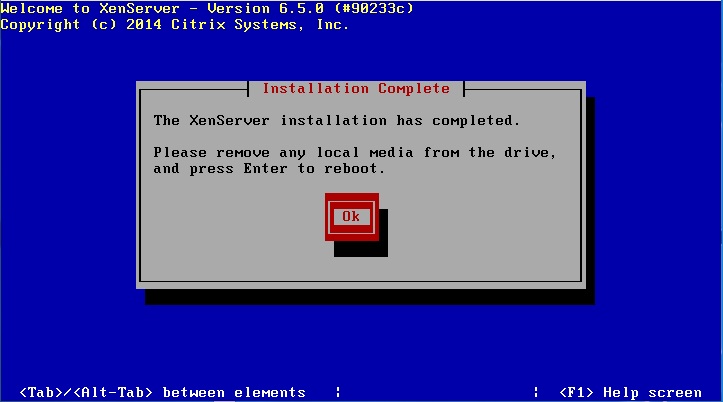 Welcome to XenServer - Version 6.5.0 (#90233c)
Copyright (c) 2014 Citrix Systems, Inc.
Installation Complete
The XenServer installation has completed.
Please remove any local media from the drive,
and press Enter to reboot.
Ok
<Tab>/<Alt-Tab> between elements   ¦   ¦   <F1> Help screen